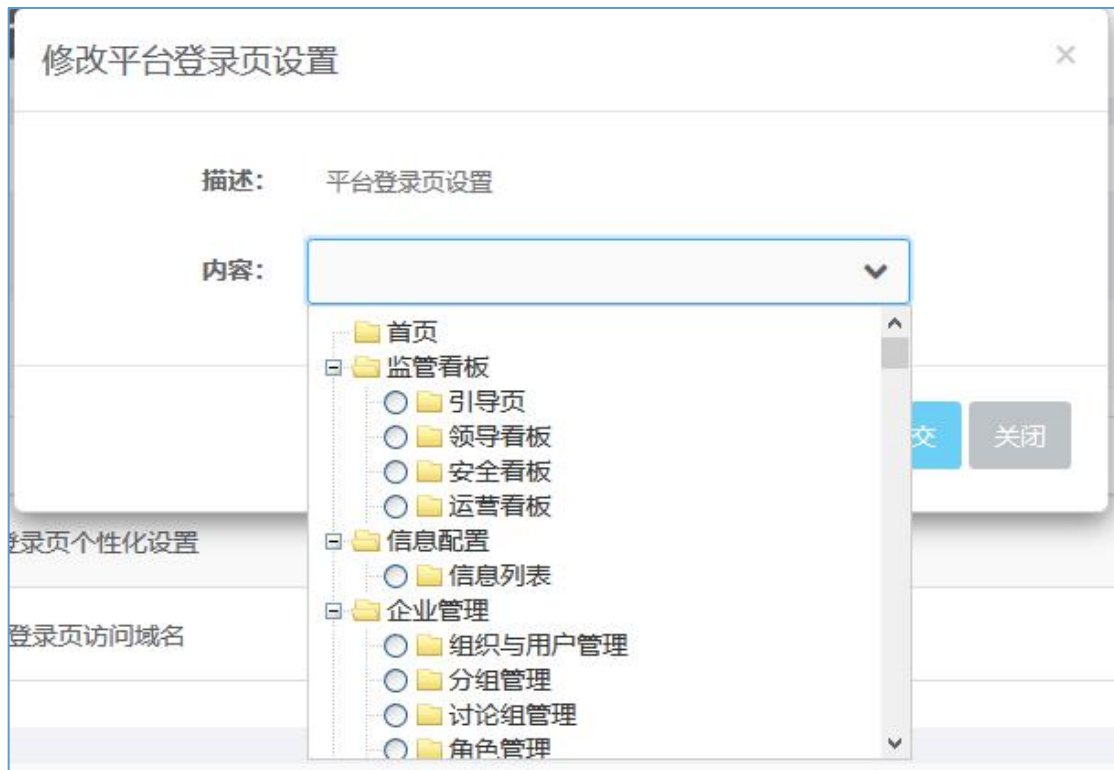 修改平台登录页设置 ×
描述： 平台登录页设置
内容：
首页
监管看板
引导页
领导看板
安全看板
运营看板
信息配置
信息列表
企业管理
组织与用户管理
分组管理
讨论组管理
角色管理
交 关闭
登录页个性化设置
登录页访问域名